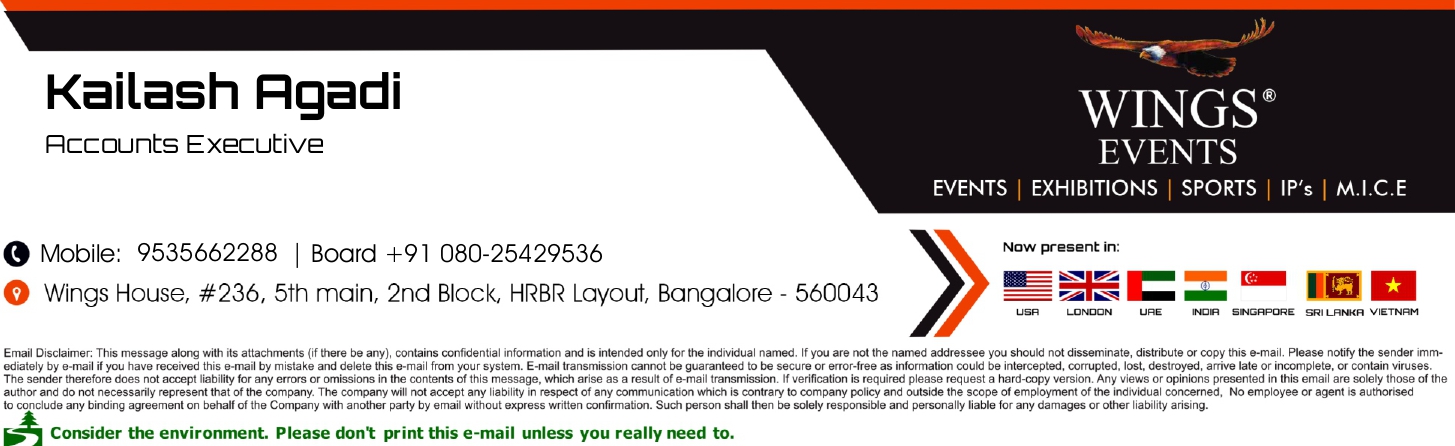 Kailash Agadi
Accounts Executive
WINGS®
EVENTS
EVENTS | EXHIBITIONS | SPORTS | IP's | M.I.C.E
Mobile: 9535662288 | Board +91 080-25429536
Wings House, #236, 5th main, 2nd Block, HRBR Layout, Bangalore - 560043
Now present in:
USA LONDON UAE INDIA SINGAPORE SRI LANKA VIETNAM
Email Disclaimer: This message along with its attachments (if there be any), contains confidential information and is intended only for the individual named. If you are not the named addressee you should not disseminate, distribute or copy this e-mail. Please notify the sender imm-
ediately by e-mail if you have received this e-mail by mistake and delete this e-mail from your system. E-mail transmission cannot be guaranteed to be secure or error-free as information could be intercepted, corrupted, lost, destroyed, arrive late or incomplete, or contain viruses.
The sender therefore does not accept liability for any errors or omissions in the contents of this message, which arise as a result of e-mail transmission. If verification is required please request a hard-copy version. Any views or opinions presented in this email are solely those of the
author and do not necessarily represent that of the company. The company will not accept any liability in respect of any communication which is contrary to company policy and outside the scope of employment of the individual concerned, No employee or agent is authorised
to conclude any binding agreement on behalf of the Company with another party by email without express written confirmation. Such person shall then be solely responsible and personally liable for any damages or other liability arising.
Consider the environment. Please don't print this e-mail unless you really need to.